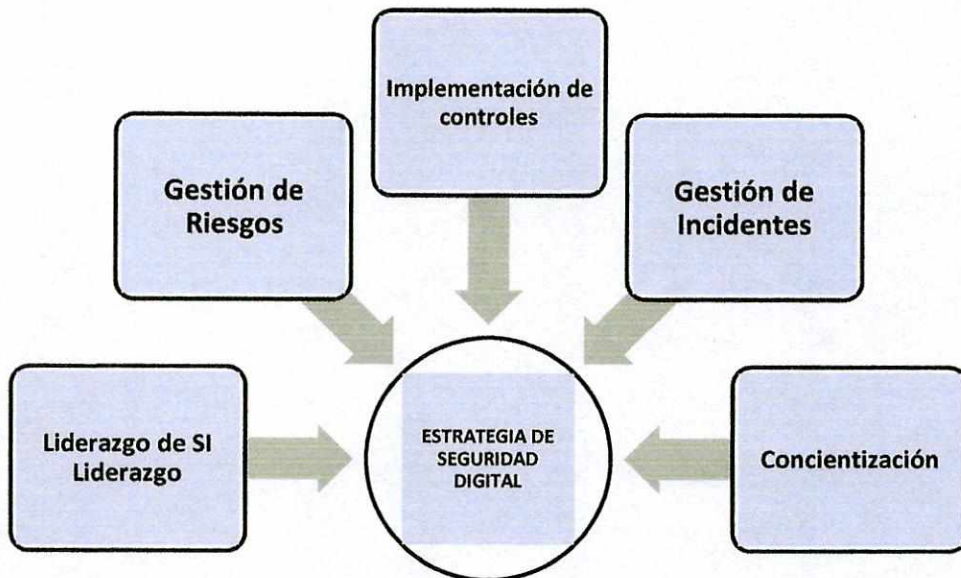 Implementación de
controles
Gestión de
Riesgos
Gestión de
Incidentes
Liderazgo de SI
Liderazgo
ESTRATEGIA DE
SEGURIDAD
DIGITAL
Concientización